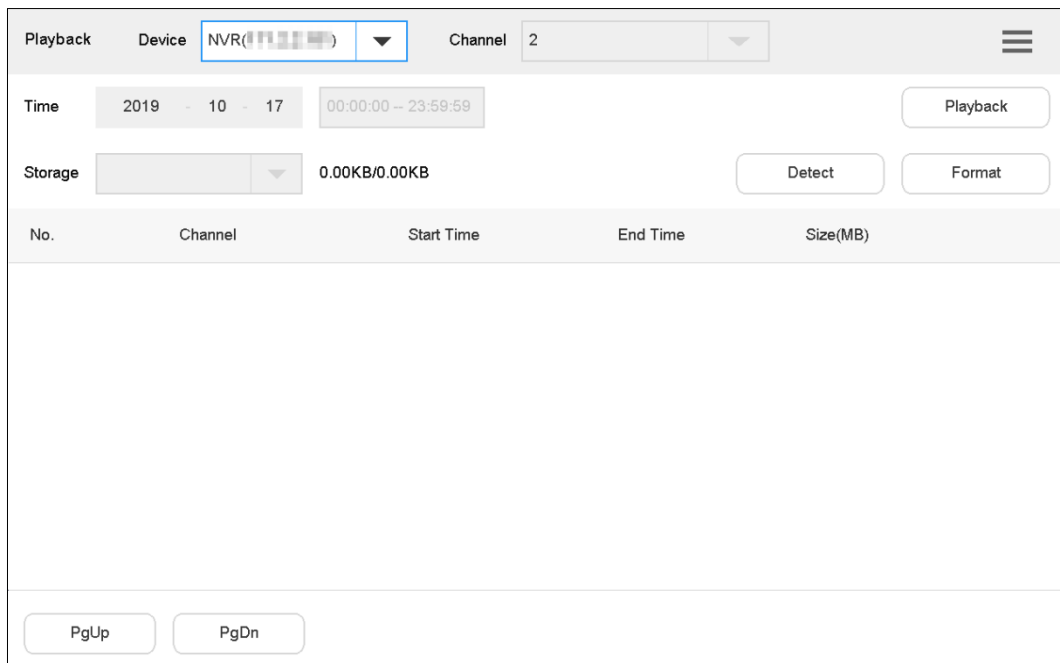 Playback Device NVR( ) Channel 2
Time 2019 - 10 - 17 00:00:00 – 23:59:59 Playback
Storage 0.00KB/0.00KB Detect Format
No. Channel Start Time End Time Size(MB)
PgUp PgDn